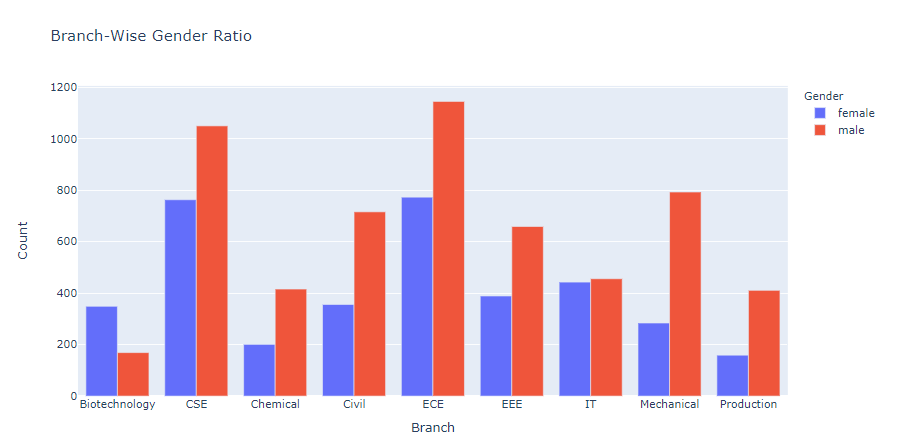 Branch-Wise Gender Ratio
Gender
female
male
1200
1000
800
600
400
200
0
Count
Biotechnology CSE Chemical Civil ECE EEE IT Mechanical Production
Branch